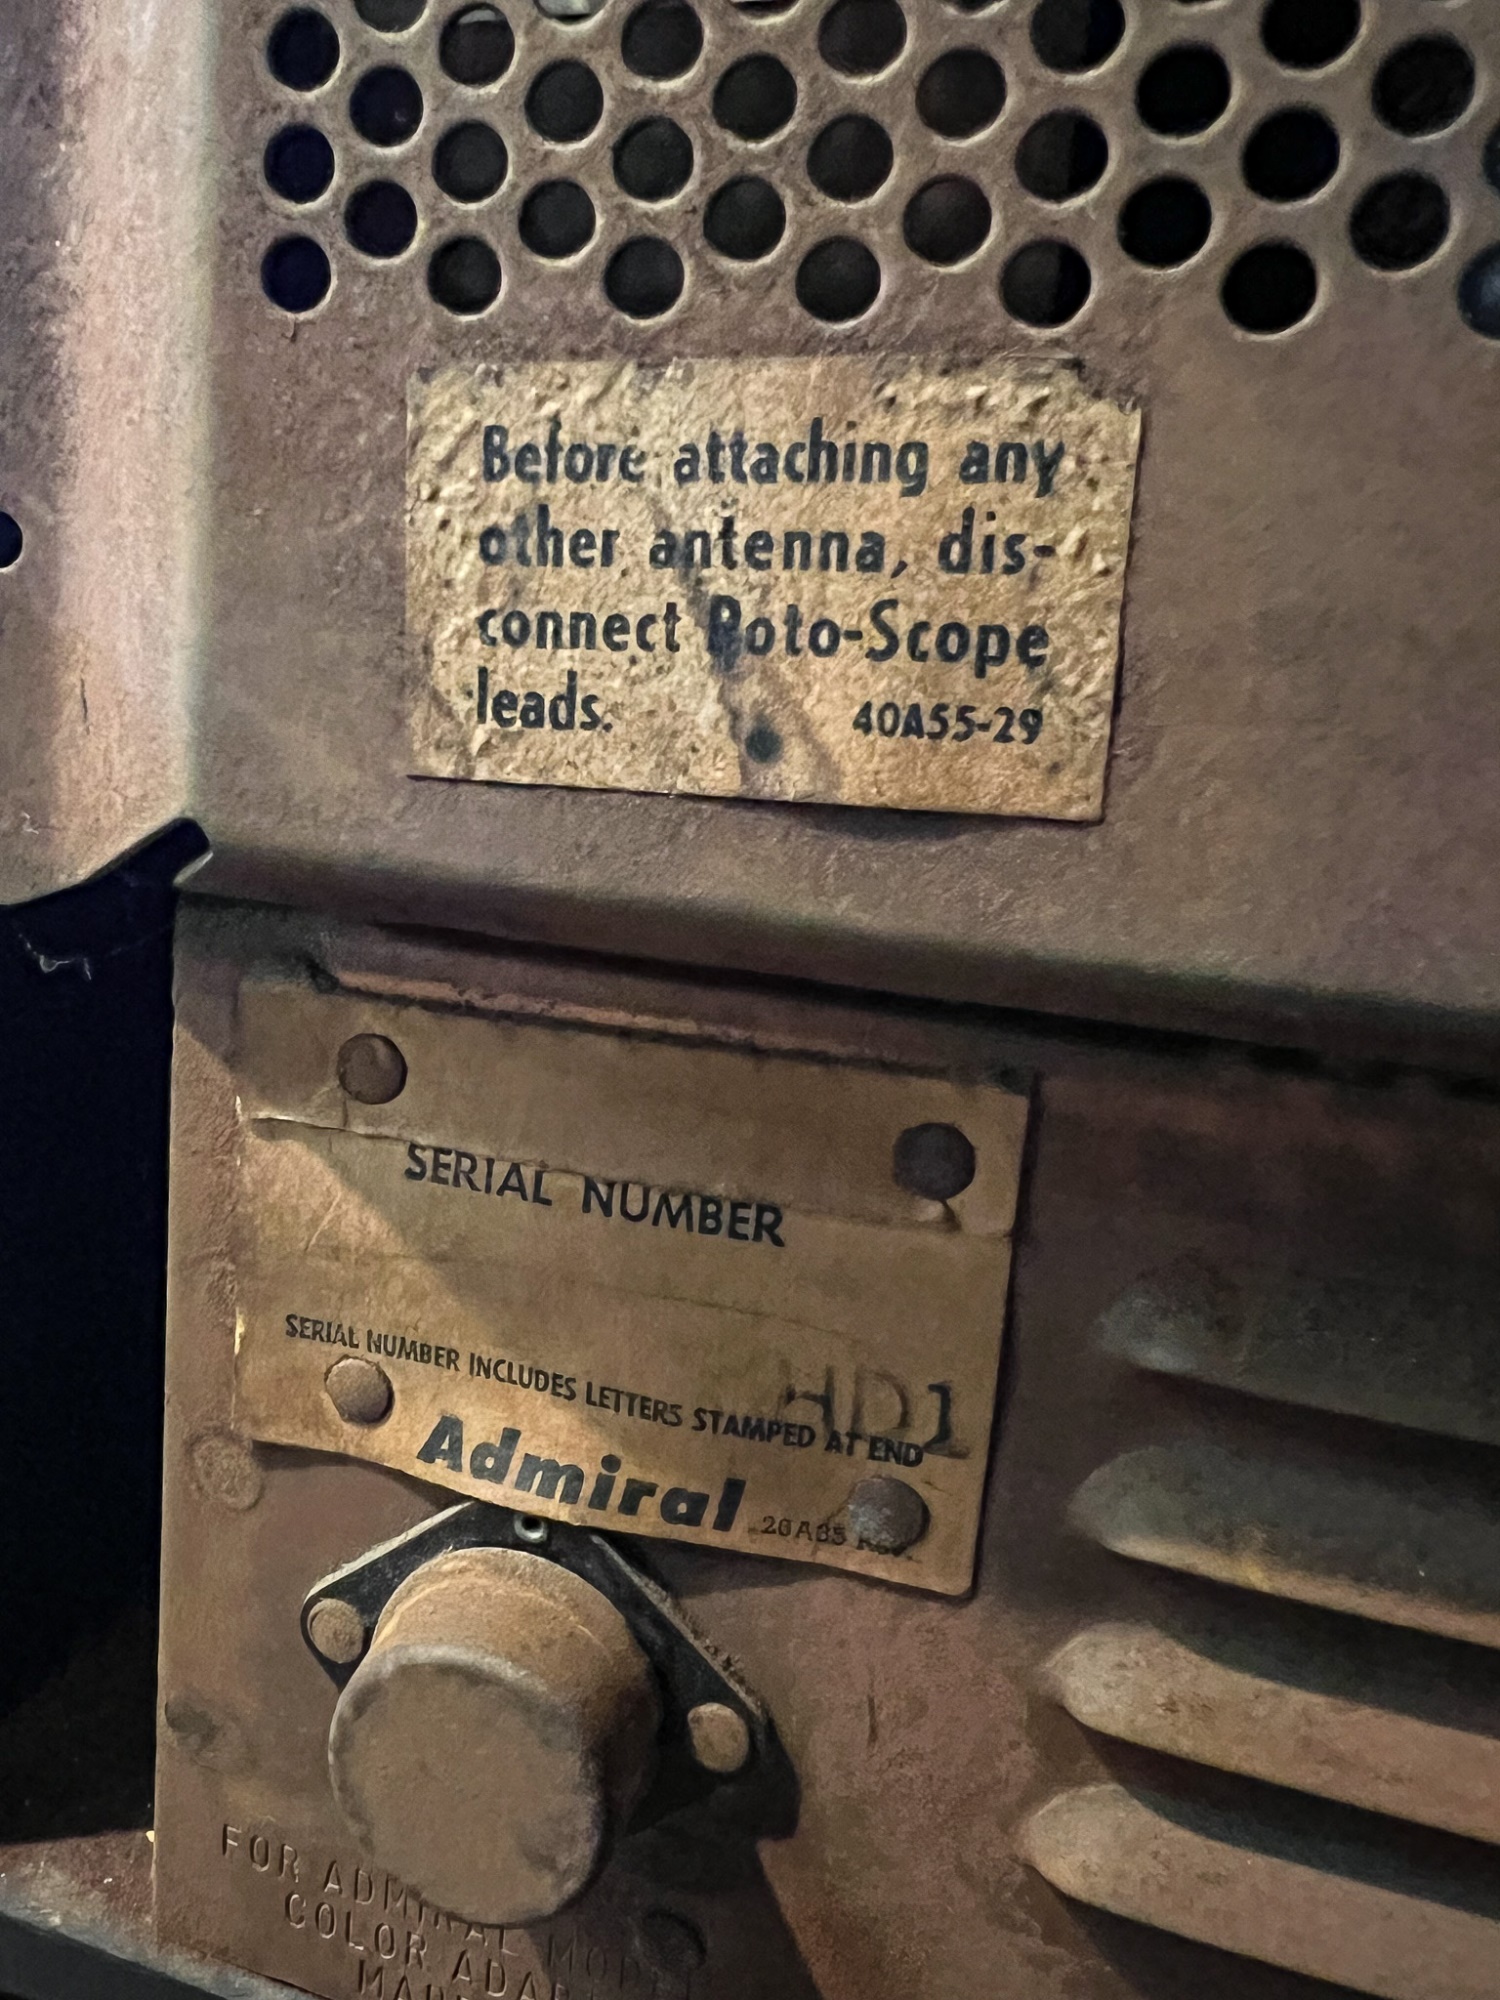 Before attaching any
other antenna, dis-
connect Roto-Scope
leads. 40A55-29
SERIAL NUMBER
HD1
SERIAL NUMBER INCLUDES LETTERS STAMPED AT END
Admiral
FOR ADMIRAL
COLOR